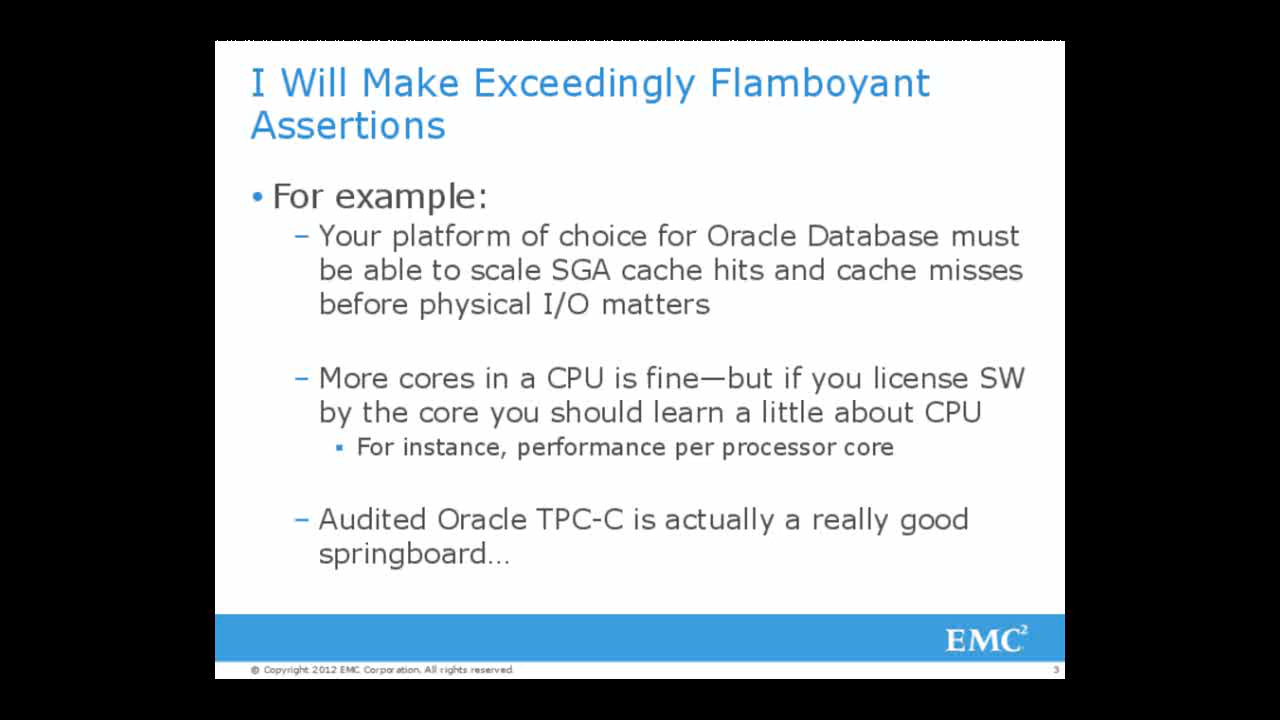 I Will Make Exceedingly Flamboyant
Assertions
• For example:
– Your platform of choice for Oracle Database must
be able to scale SGA cache hits and cache misses
before physical I/O matters
– More cores in a CPU is fine—but if you license SW
by the core you should learn a little about CPU
▪ For instance, performance per processor core
– Audited Oracle TPC-C is actually a really good
springboard…
EMC²
© Copyright 2012 EMC Corporation. All rights reserved.
3